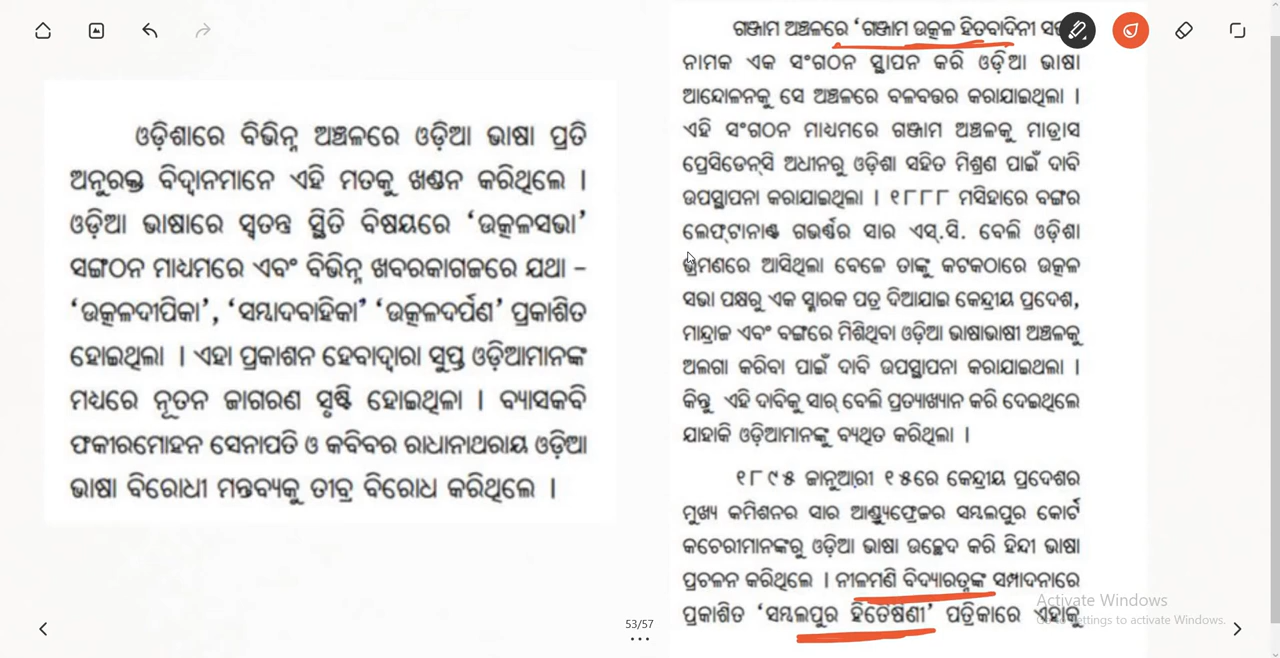 ଓଡ଼ିଶାରେ ବିଭିନ୍ନ ଅଞ୍ଚଳରେ ଓଡ଼ିଆ ଭାଷା ପ୍ରତି
ଅନୁରକ୍ତ ବିଦ୍ୱାନମାନେ ଏହି ମତକୁ ଖଣ୍ଡନ କରିଥିଲେ ।
ଓଡ଼ିଆ ଭାଷାରେ ସ୍ୱତନ୍ତ୍ର ସ୍ଥିତି ବିଷୟରେ ‘ଉତ୍କଳସଭା’
ସଙ୍ଗଠନ ମାଧ୍ୟମରେ ଏବଂ ବିଭିନ୍ନ ଖବରକାଗଜରେ ଯଥା –
‘ଉତ୍କଳଦୀପିକା’, ‘ସମ୍ଭାଦବାହିକା’ ‘ଉତ୍କଳଦର୍ପଣ’ ପ୍ରକାଶିତ
ହୋଇଥିଲା । ଏହା ପ୍ରକାଶନ ହେବାଦ୍ୱାରା ସୁପ୍ତ ଓଡ଼ିଆମାନଙ୍କ
ମଧ୍ୟରେ ନୂତନ ଜାଗରଣ ସୃଷ୍ଟି ହୋଇଥିଲା । ବ୍ୟାସକବି
ଫକୀରମୋହନ ସେନାପତି ଓ କବିବର ରାଧାନାଥରାୟ ଓଡ଼ିଆ
ଭାଷା ବିରୋଧୀ ମନ୍ତବ୍ୟକୁ ତୀବ୍ର ବିରୋଧ କରିଥିଲେ ।
ଗଞ୍ଜାମ ଅଞ୍ଚଳରେ ‘ଗଞ୍ଜାମ ଉତ୍କଳ ହିତବାଦିନୀ
ନାମକ ଏକ ସଂଗଠନ ସ୍ଥାପନ କରି ଓଡ଼ିଆ ଭାଷା
ଆନ୍ଦୋଳନକୁ ସେ ଅଞ୍ଚଳରେ ବଳବତ୍ତର କରାଯାଇଥିଲା ।
ଏହି ସଂଗଠନ ମାଧ୍ୟମରେ ଗଞ୍ଜାମ ଅଞ୍ଚଳକୁ ମାଡ୍ରାସ
ପ୍ରେସିଡେନ୍‌ସି ଅଧୀନରୁ ଓଡ଼ିଶା ସହିତ ମିଶ୍ରଣ ପାଇଁ ଦାବି
ଉପସ୍ଥାପନା କରାଯାଇଥିଲା । ୧୮୮୮ ମସିହାରେ ବଙ୍ଗର
ଲେଫ୍‌ଟାନାଣ୍ଟ ଗଭର୍ଣ୍ଣର ସାର ଏସ୍.ସି. ବେଲି ଓଡ଼ିଶା
ଭ୍ରମଣରେ ଆସିଥିଲା ବେଳେ ତାଙ୍କୁ କଟକଠାରେ ଉତ୍କଳ
ସଭା ପକ୍ଷରୁ ଏକ ସ୍ମାରକ ପତ୍ର ଦିଆଯାଇ କେନ୍ଦ୍ରୀୟ ପ୍ରଦେଶ,
ମାନ୍ଦ୍ରାଜ ଏବଂ ବଙ୍ଗରେ ମିଶିଥିବା ଓଡ଼ିଆ ଭାଷାଭାଷୀ ଅଞ୍ଚଳକୁ
ଅଲଗା କରିବା ପାଇଁ ଦାବି ଉପସ୍ଥାପନା କରାଯାଇଥଲା ।
କିନ୍ତୁ ଏହି ଦାବିକୁ ସାର୍ ବେଲି ପ୍ରତ୍ୟାଖ୍ୟାନ କରି ଦେଇଥିଲେ
ଯାହାକି ଓଡ଼ିଆମାନଙ୍କୁ ବ୍ୟଥିତ କରିଥିଲା ।
୧୮୯୫ ଜାନୁଆରୀ ୧୫ରେ କେନ୍ଦ୍ରୀୟ ପ୍ରଦେଶର
ମୁଖ୍ୟ କମିଶନର ସାର ଆଣ୍ଡ୍ରୁଫ୍ରେଜର ସମ୍ଭଲପୁର କୋର୍ଟ
କଚେରୀମାନଙ୍କରୁ ଓଡ଼ିଆ ଭାଷା ଉଚ୍ଛେଦ କରି ହିନ୍ଦୀ ଭାଷା
ପ୍ରଚଳନ କରିଥିଲେ । ନୀଳମଣି ବିଦ୍ୟାରତ୍ନଙ୍କ ସମ୍ପାଦନାରେ
ପ୍ରକାଶିତ ‘ସମ୍ଭଲପୁର ହିତୈଷିଣୀ’ ପତ୍ରିକାରେ ଏହାକୁ
Activate Windows
Settings to activate Windows.
53/57